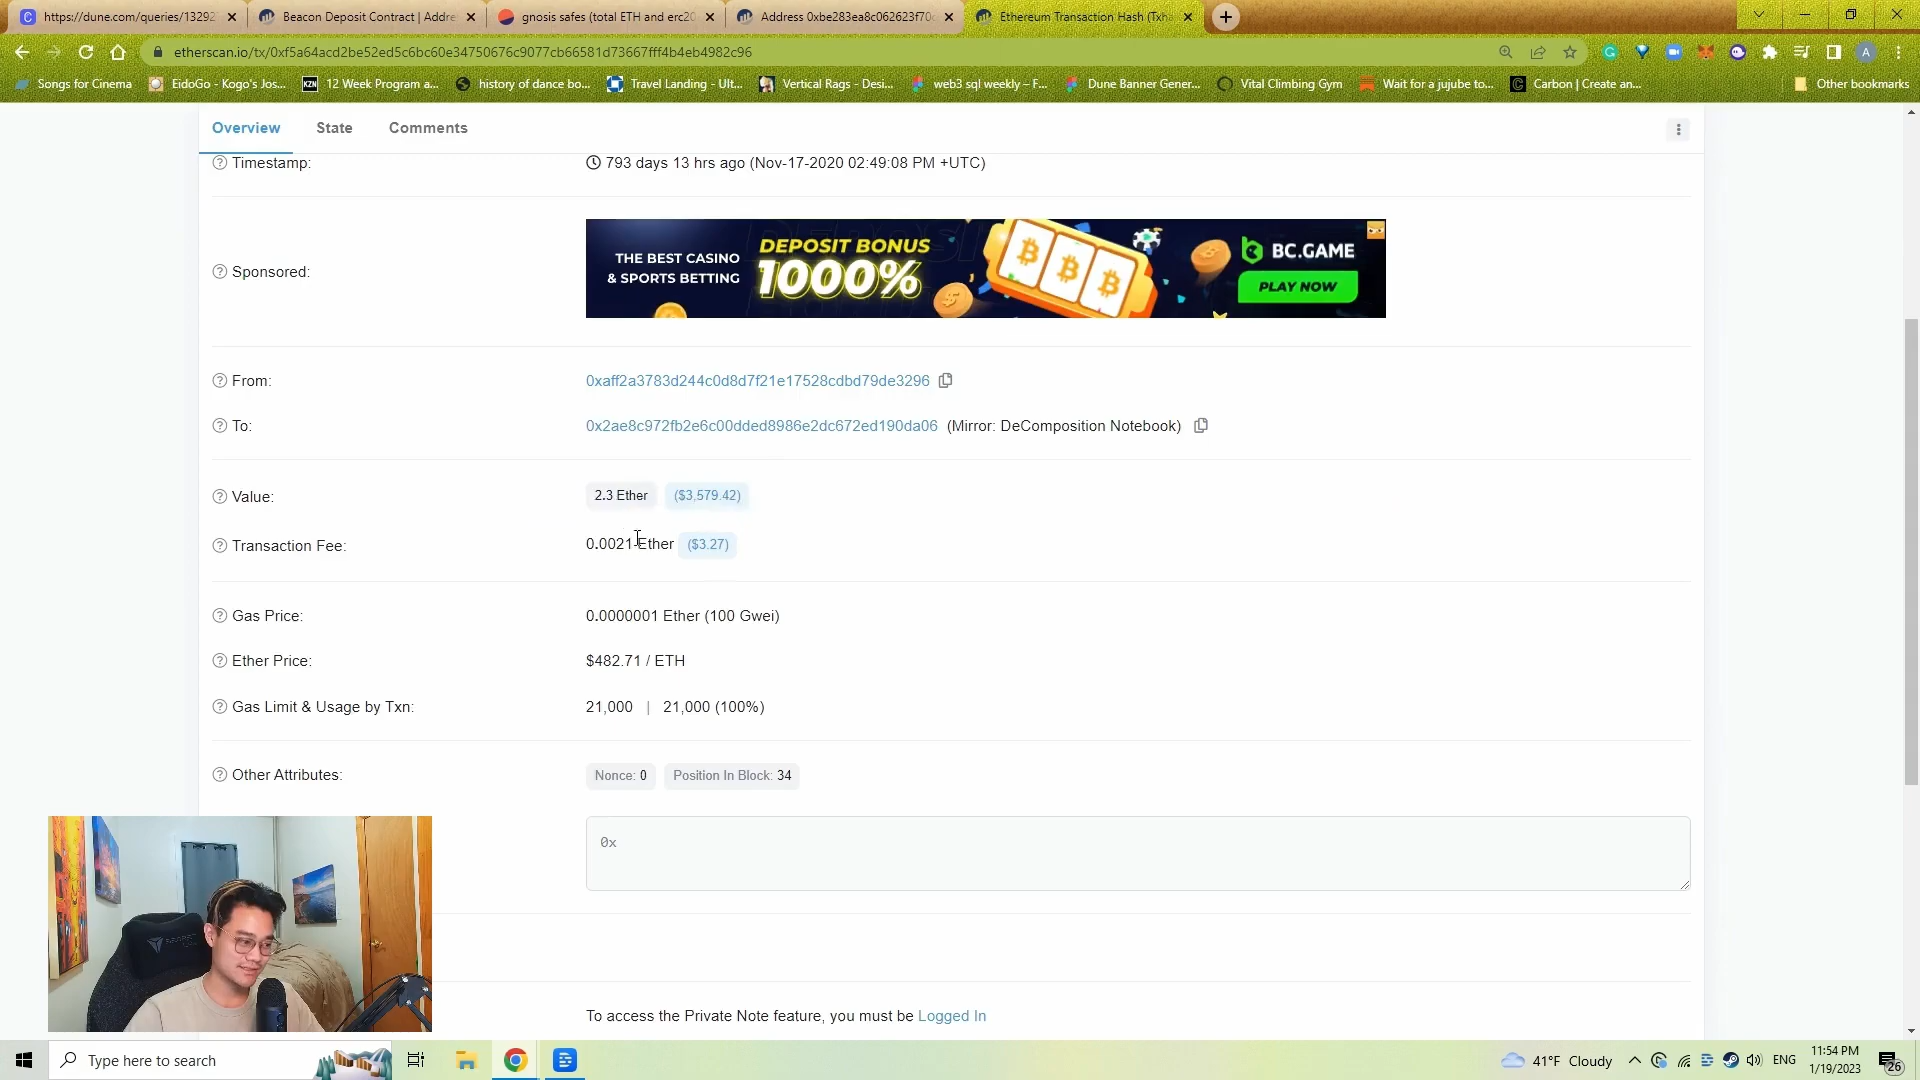 https://dune.com/queries/13292
Beacon Deposit Contract | Addre
gnosis safes (total ETH and erc20
Address 0xbe283ea8c062623f70c
Ethereum Transaction Hash (Txha
etherscan.io/tx/0xf5a64acd2be52ed5c6bc60e34750676c9077cb66581d73667fff4b4eb4982c96
Songs for Cinema
EidoGo - Kogo's Jos...
KZN
12 Week Program a...
history of dance bo...
Travel Landing - Ult...
Vertical Rags - Desi...
web3 sql weekly – F...
Dune Banner Gener...
Vital Climbing Gym
Wait for a jujube to...
Carbon | Create an...
Other bookmarks
Overview
State
Comments
Timestamp:
793 days 13 hrs ago (Nov-17-2020 02:49:08 PM +UTC)
Sponsored:
THE BEST CASINO
& SPORTS BETTING
DEPOSIT BONUS
1000%
BC.GAME
PLAY NOW
From:
0xaff2a3783d244c0d8d7f21e17528cdbd79de3296
To:
0x2ae8c972fb2e6c00dded8986e2dc672ed190da06 (Mirror: DeComposition Notebook)
Value:
2.3 Ether ($3,579.42)
Transaction Fee:
0.0021 Ether ($3.27)
Gas Price:
0.0000001 Ether (100 Gwei)
Ether Price:
$482.71 / ETH
Gas Limit & Usage by Txn:
21,000 | 21,000 (100%)
Other Attributes:
Nonce: 0 Position In Block: 34
0x
To access the Private Note feature, you must be Logged In
Type here to search
41°F Cloudy
ENG
11:54 PM
1/19/2023
26